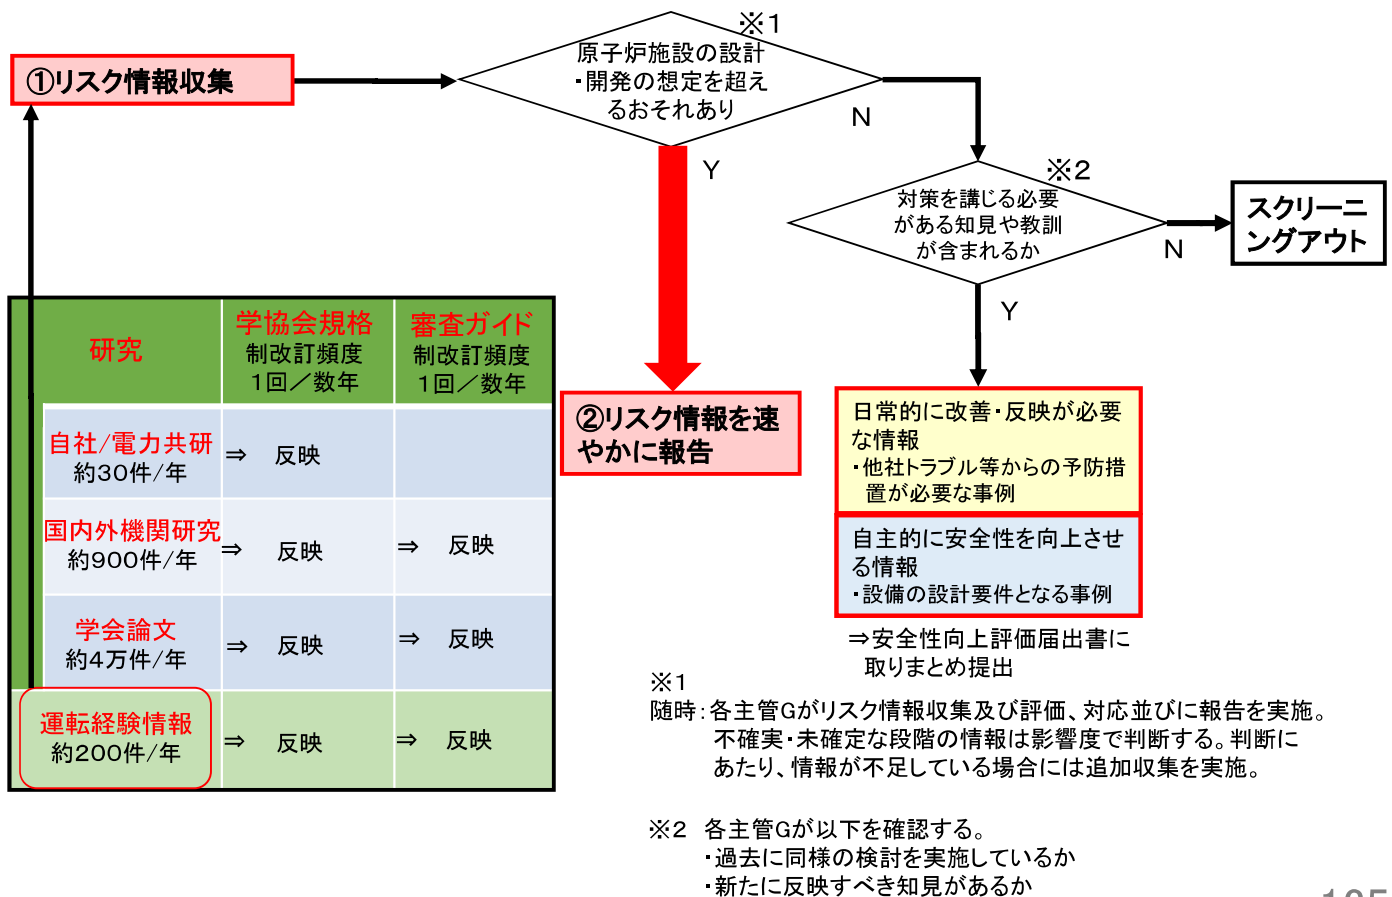 ①リスク情報収集
※1
原子炉施設の設計
・開発の想定を超え
るおそれあり
N
Y
※2
対策を講じる必要
がある知見や教訓
が含まれるか
N
Y
スクリーニ
ングアウト
②リスク情報を速
やかに報告
日常的に改善・反映が必要
な情報
・他社トラブル等からの予防措
置が必要な事例
自主的に安全性を向上させ
る情報
・設備の設計要件となる事例
⇒安全性向上評価届出書に
取りまとめ提出
研究
学協会規格
制改訂頻度
1回／数年
審査ガイド
制改訂頻度
1回／数年
自社/電力共研
約30件/年
⇒ 反映
国内外機関研究
約900件/年
⇒ 反映
⇒ 反映
学会論文
約4万件/年
⇒ 反映
⇒ 反映
運転経験情報
約200件/年
⇒ 反映
⇒ 反映
※1
随時：各主管Gがリスク情報収集及び評価、対応並びに報告を実施。
不確実・未確定な段階の情報は影響度で判断する。判断に
あたり、情報が不足している場合には追加収集を実施。
※2 各主管Gが以下を確認する。
・過去に同様の検討を実施しているか
・新たに反映すべき知見があるか